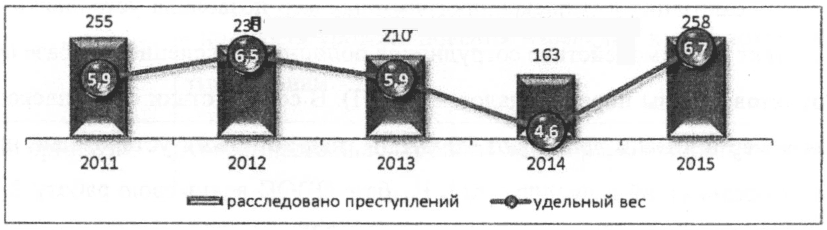 255 236 210 163 258
5,9 6,5 5,9 4,6 6,7
2011 2012 2013 2014 2015
расследовано преступлений удельный вес